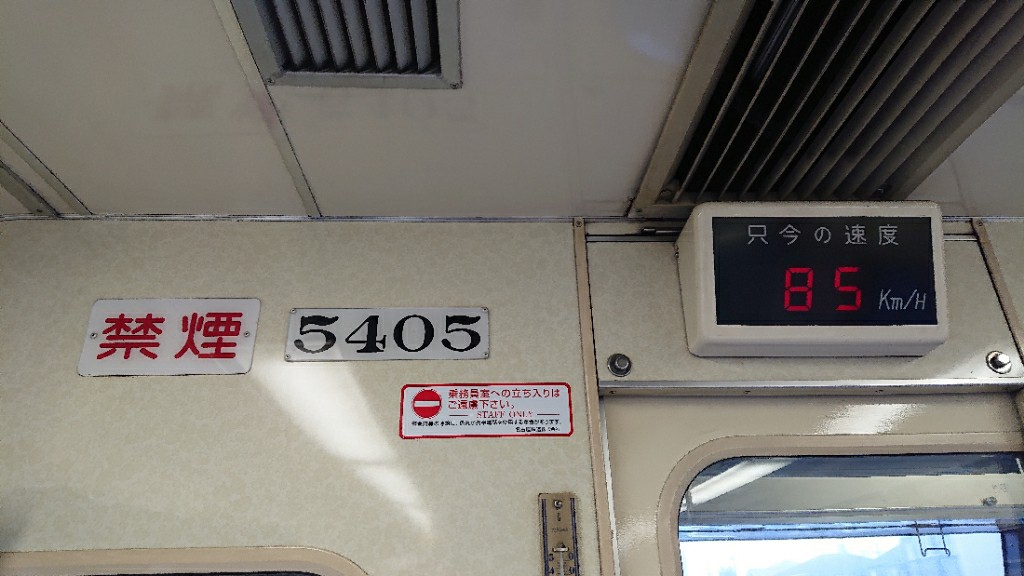 只今の速度
85 Km/H
禁煙
5405
乗務員室への立ち入りは
ご遠慮下さい。
STAFF ONLY